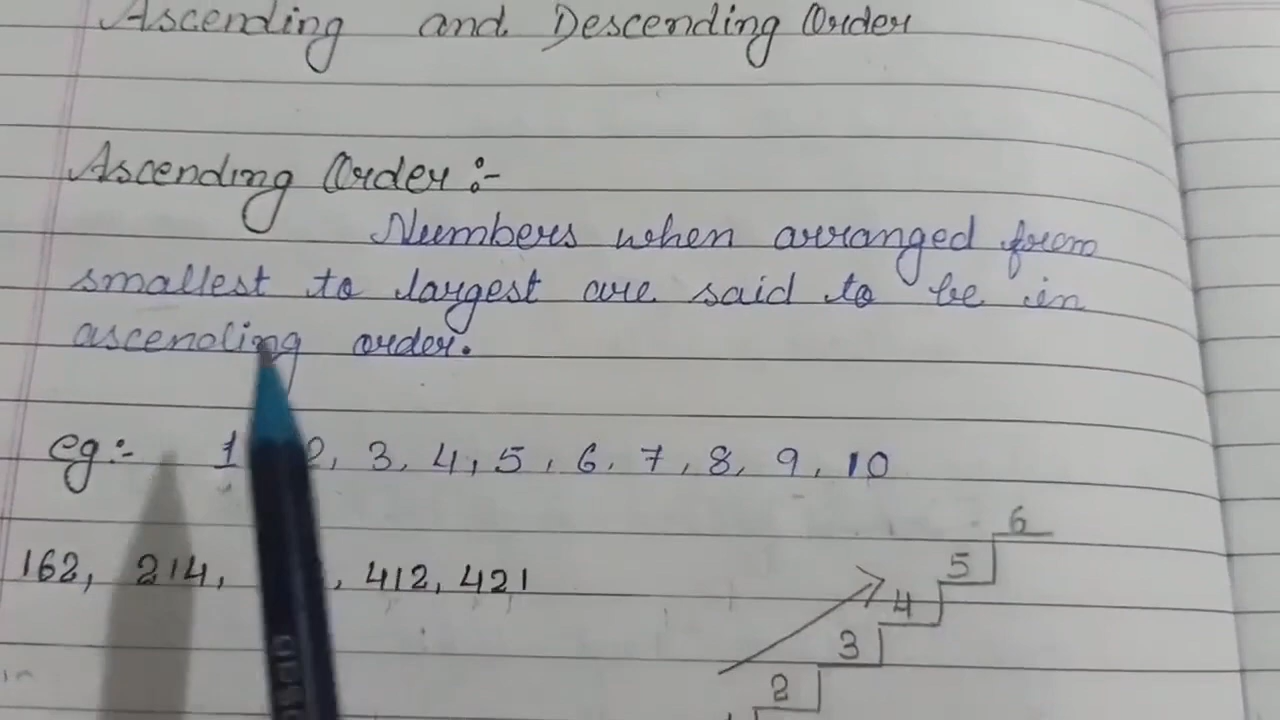 Ascending and Descending Order
Ascending Order :-
Numbers when arranged from
smallest to largest are said to be in
ascending order.
eg:- 1 2, 3, 4, 5, 6, 7, 8, 9, 10
162, 214, , 412, 421
6
5
4
3
2